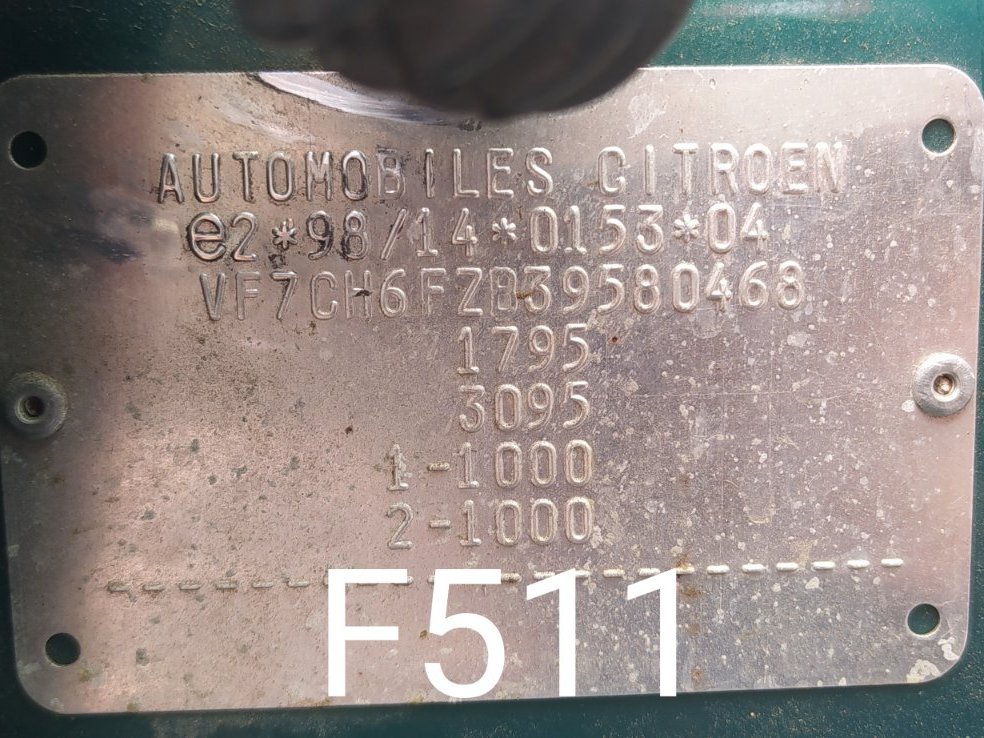 AUTOMOBILES CITROEN
e2*98/14*0153*04
VF7CH6FZB39580468
1795
3095
1-1000
2-1000
--------------------
F511